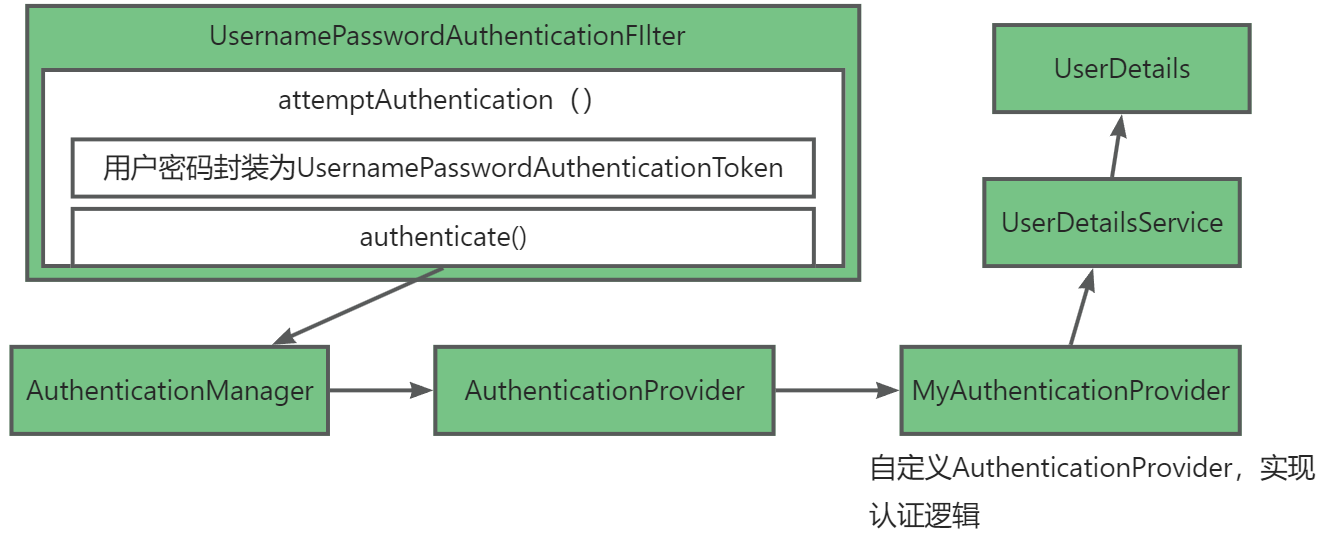 UsernamePasswordAuthenticationFIlter
attemptAuthentication（）
用户密码封装为UsernamePasswordAuthenticationToken
authenticate()
UserDetails
UserDetailsService
AuthenticationManager
AuthenticationProvider
MyAuthenticationProvider
自定义AuthenticationProvider，实现
认证逻辑